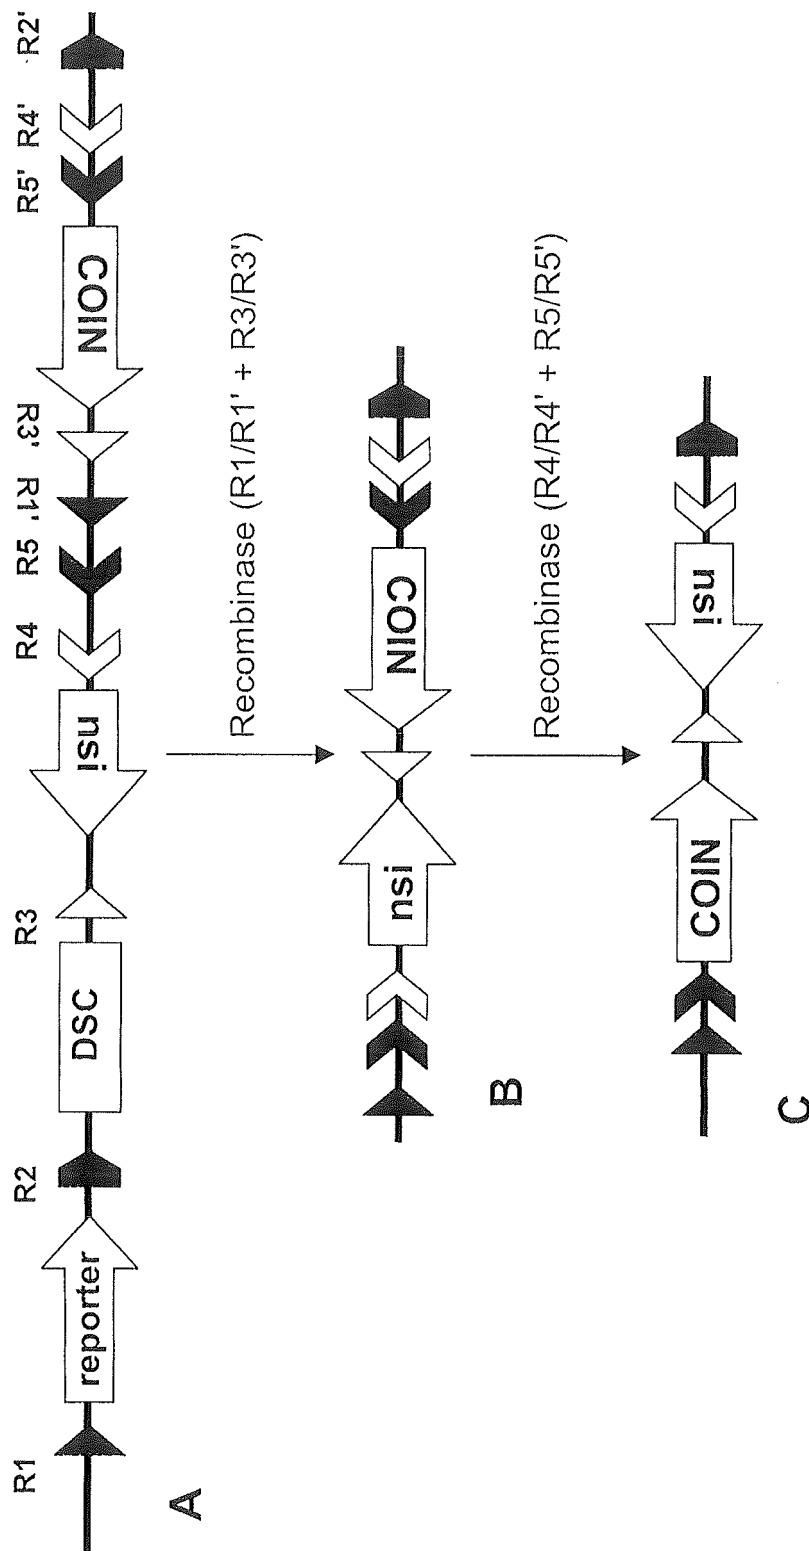 R1 R2 R3 R4 R5 R1' R3' R5' R4' R2'
reporter DSC nsi COIN
A
Recombinase (R1/R1' + R3/R3')
nsi COIN
B
Recombinase (R4/R4' + R5/R5')
COIN nsi
C